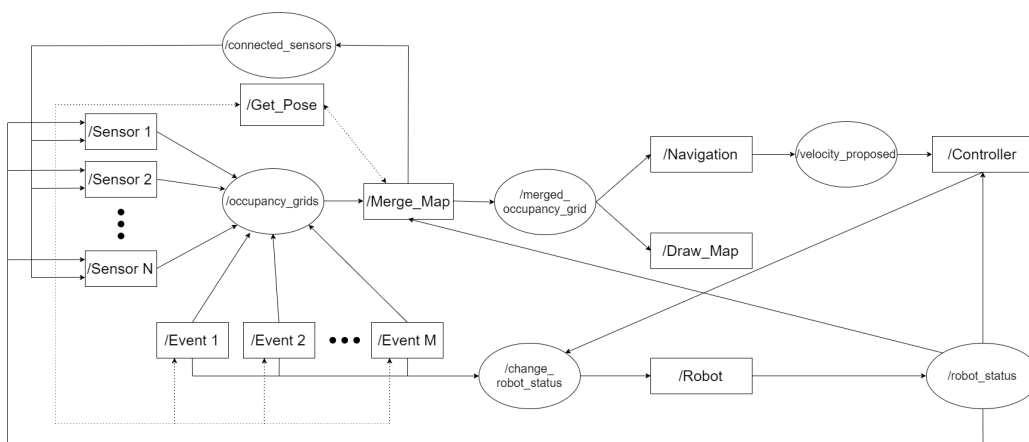 /connected_sensors
/Get_Pose
/Sensor 1
/Sensor 2
/Sensor N
/occupancy_grids
/Merge_Map
/merged_
occupancy_grid
/Navigation
/velocity_proposed
/Controller
/Draw_Map
/Event 1
/Event 2
/Event M
/change_
robot_status
/Robot
/robot_status